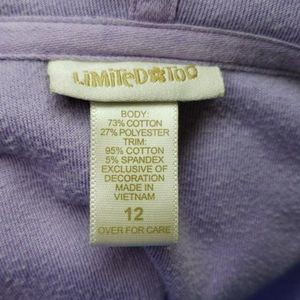 LiMiTeD★Too
BODY:
73% COTTON
27% POLYESTER
TRIM:
95% COTTON
5% SPANDEX
EXCLUSIVE OF
DECORATION
MADE IN
VIETNAM
12
OVER FOR CARE